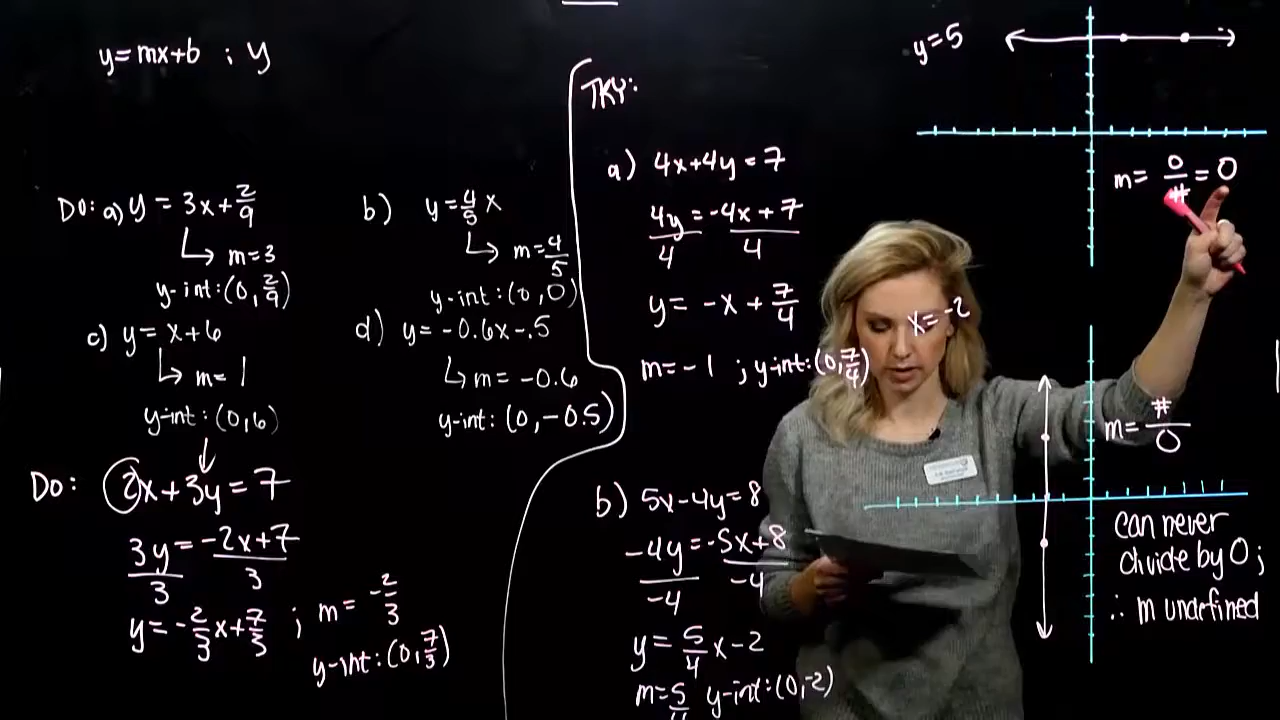 y=mx+b ; y
Do: a) y = 3x + 2/9
↳ m=3
y-int: (0, 2/9)
b) y = 4/5 x
↳ m = 4/5
y-int: (0, 0)
c) y = x+6
↳ m= 1
y-int: (0,6)
d) y = -0.6x-.5
↳ m = -0.6
y-int: (0, -0.5)
Do: 2x + 3y = 7
3y/3 = -2x+7/3
y = -2/3 x + 7/3 ; m = -2/3
y-int: (0, 7/3)
TRY:
a) 4x+4y = 7
4y/4 = -4x + 7/4
y = -x + 7/4
m = -1 ; y-int: (0, 7/4)
b) 5x-4y = 8
-4y/-4 = -5x+8/-4
y = 5/4 x - 2
m = 5/4 y-int: (0, -2)
y = 5
m = 0/# = 0
x = -2
m = #/0
can never
divide by 0 ;
∴ m undefined